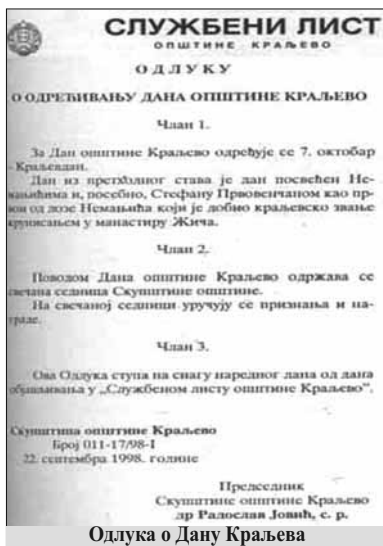 СЛУЖБЕНИ ЛИСТ
ОПШТИНЕ КРАЉЕВО
ОДЛУКУ
О ОДРЕЂИВАЊУ ДАНА ОПШТИНЕ КРАЉЕВО
Члан 1.
За Дан општине Краљево одређује се 7. октобар
- Краљевдан.
Дан из претходног става је дан посвећен Не-
мањићима и, посебно, Стефану Првовенчаном као пр-
вом од лозе Немањића који је добио краљевско звање
крунисањем у манастиру Жича.
Члан 2.
Поводом Дана општине Краљево одржава се
свечана седница Скупштине општине.
На свечаној седници уручују се признања и на-
граде.
Члан 3.
Ова Одлука ступа на снагу наредног дана од дана
објављивања у „Службеном листу општине Краљево”.
Скупштина општине Краљево
Број 011-17/98-I
22. септембра 1998. године
Председник
Скупштине општине Краљево
др Радослав Јовић, с. р.
Одлука о Дану Краљева